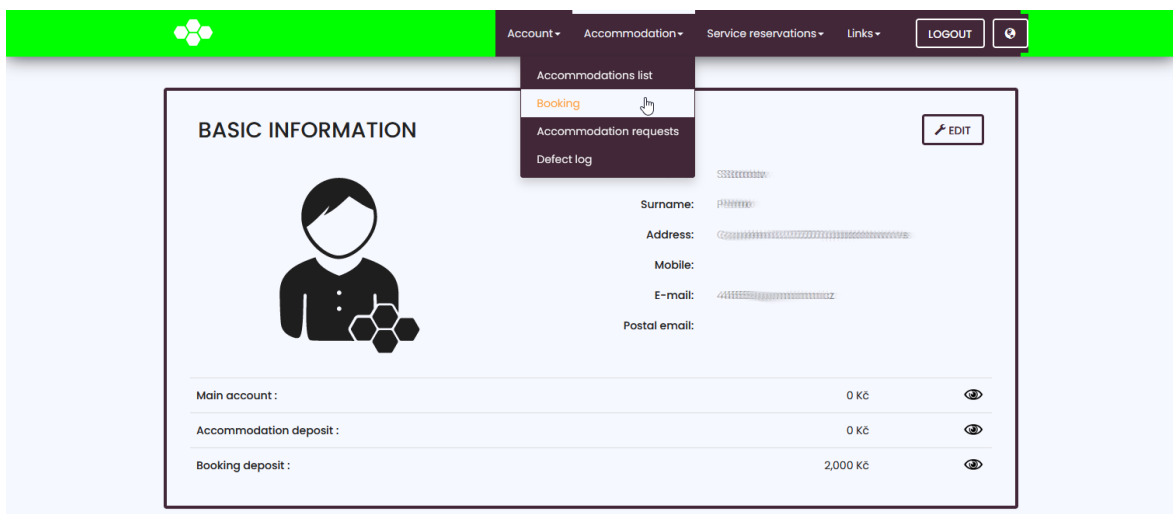 Account Accommodation Service reservations Links LOGOUT
Accommodations list
Booking
Accommodation requests
Defect log
BASIC INFORMATION
EDIT
Surname:
Address:
Mobile:
E-mail:
Postal email:
Main account : 0 Kč
Accommodation deposit : 0 Kč
Booking deposit : 2,000 Kč